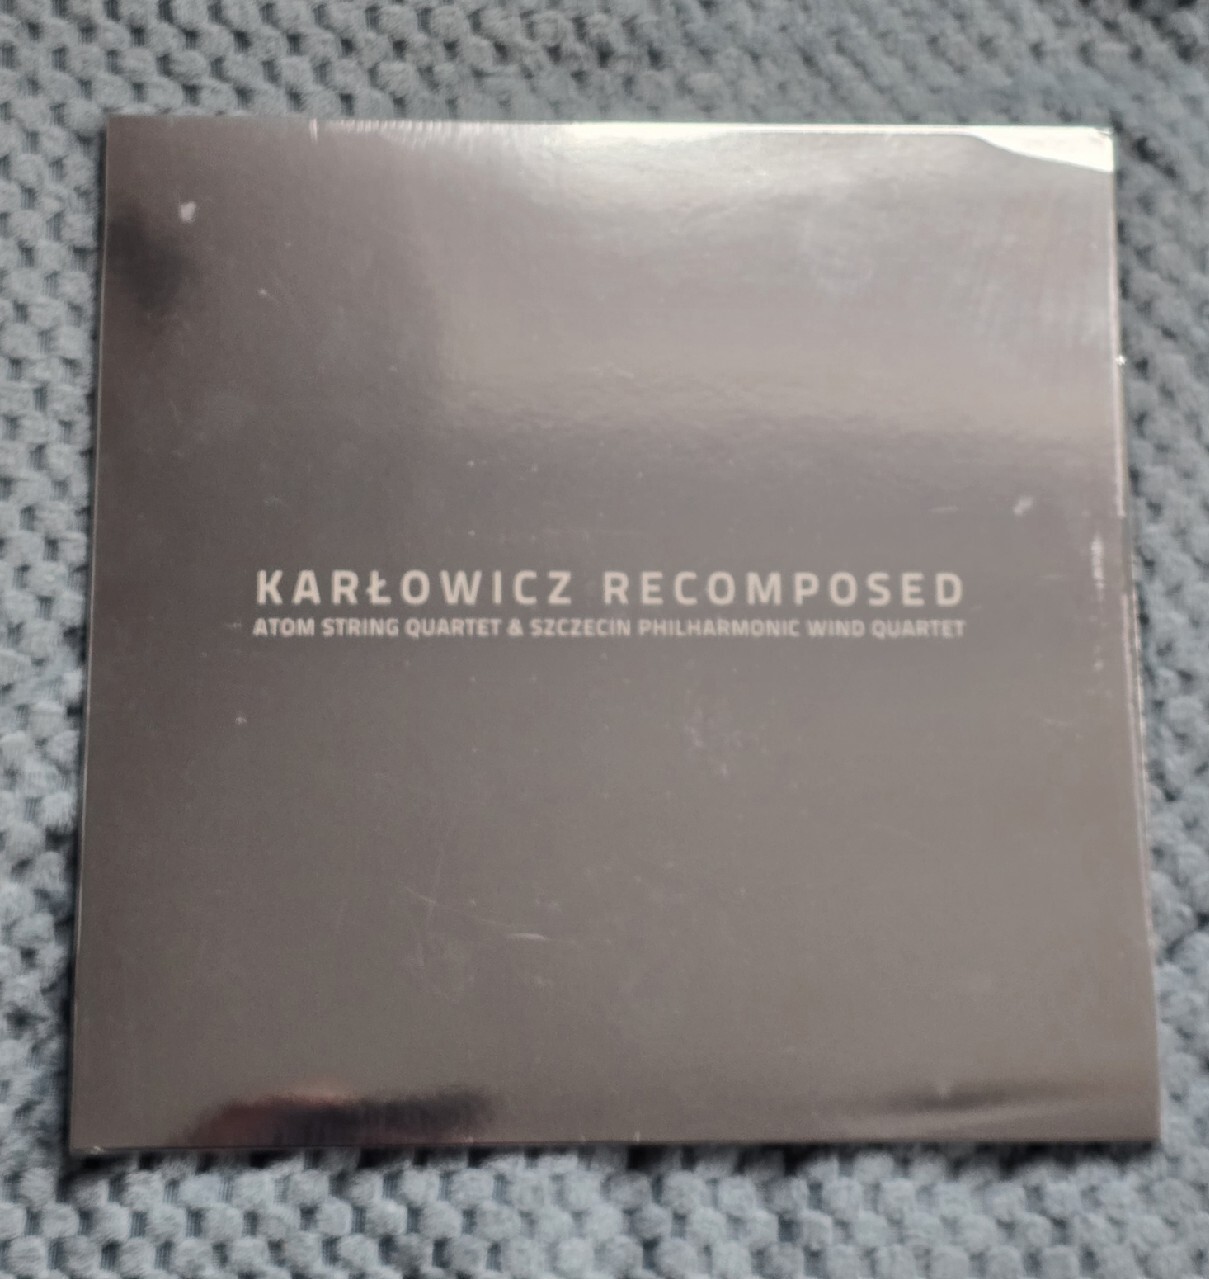 KARŁOWICZ RECOMPOSED
ATOM STRING QUARTET & SZCZECIN PHILHARMONIC WIND QUARTET